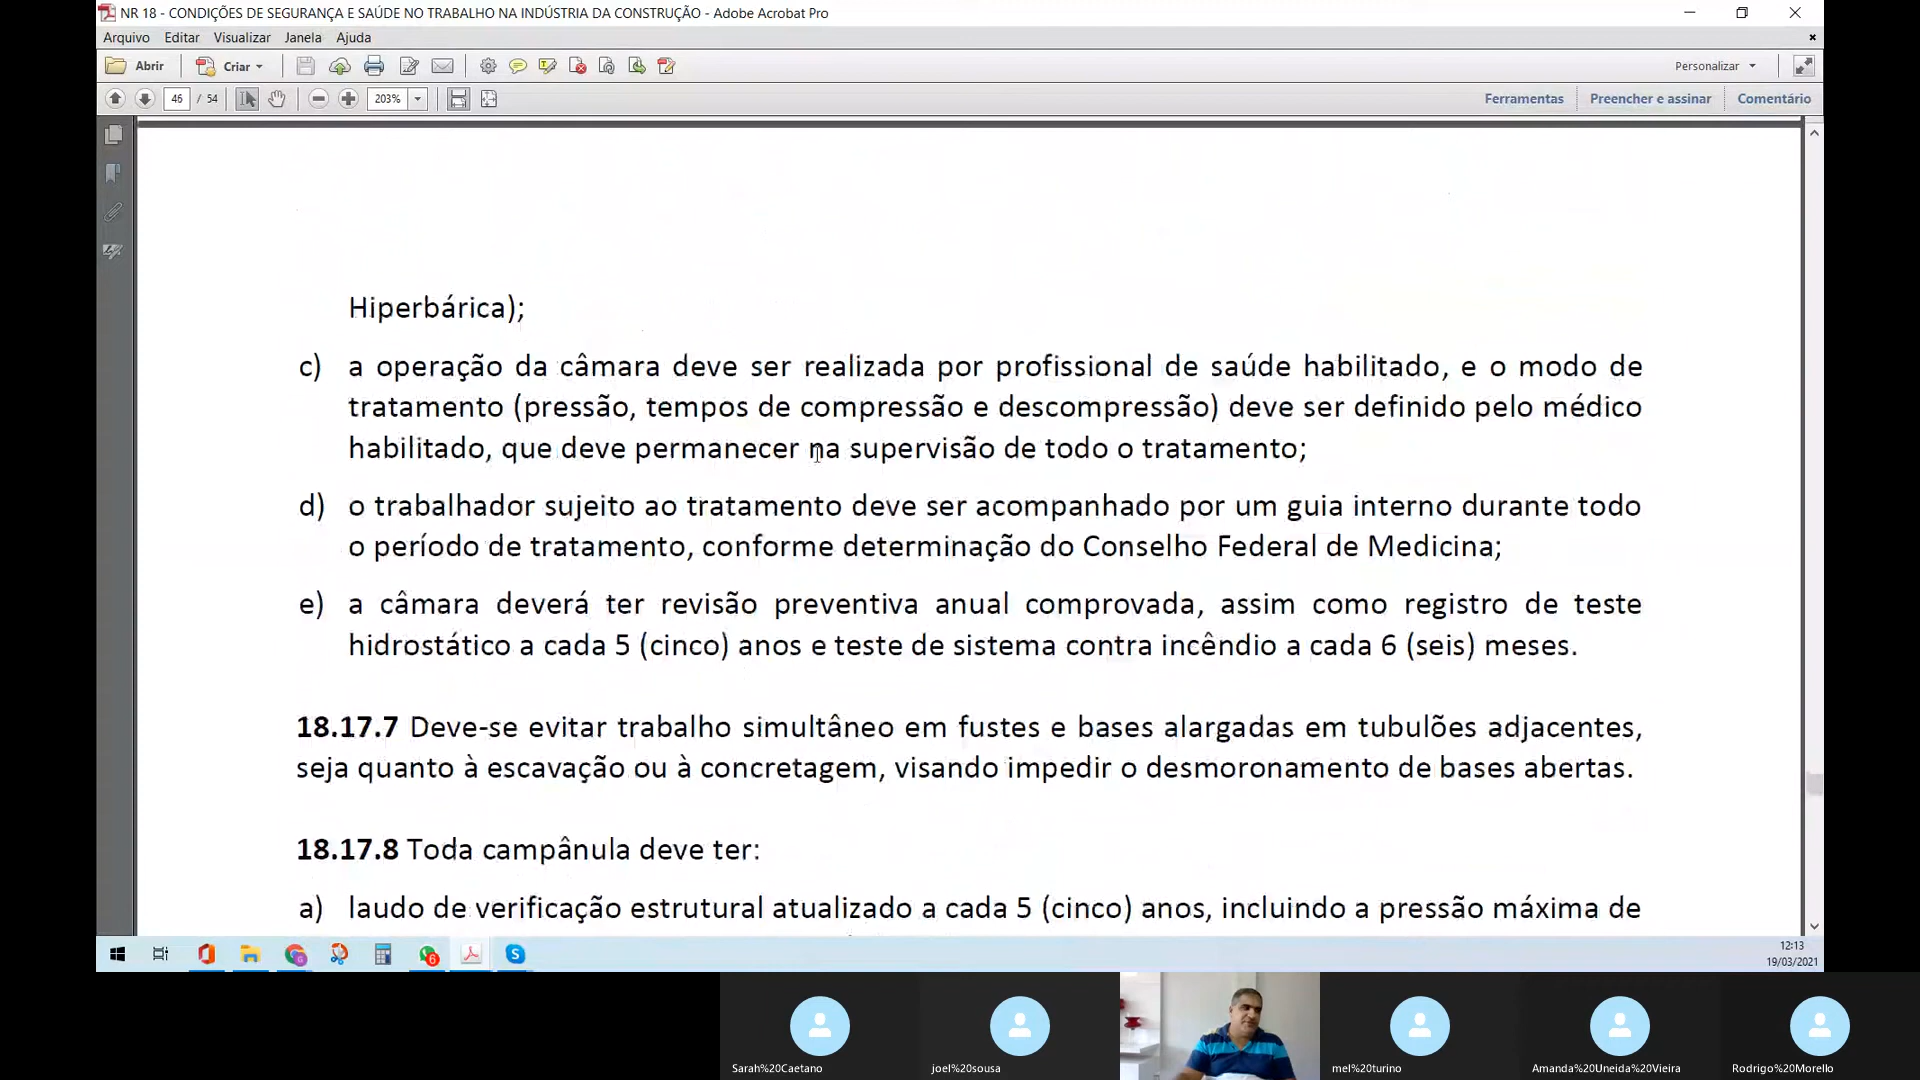 NR 18 - CONDIÇÕES DE SEGURANÇA E SAÚDE NO TRABALHO NA INDÚSTRIA DA CONSTRUÇÃO - Adobe Acrobat Pro
Arquivo Editar Visualizar Janela Ajuda
Abrir Criar Personalizar
46 / 54 203% Ferramentas Preencher e assinar Comentário
Hiperbárica);
c) a operação da câmara deve ser realizada por profissional de saúde habilitado, e o modo de
tratamento (pressão, tempos de compressão e descompressão) deve ser definido pelo médico
habilitado, que deve permanecer na supervisão de todo o tratamento;
d) o trabalhador sujeito ao tratamento deve ser acompanhado por um guia interno durante todo
o período de tratamento, conforme determinação do Conselho Federal de Medicina;
e) a câmara deverá ter revisão preventiva anual comprovada, assim como registro de teste
hidrostático a cada 5 (cinco) anos e teste de sistema contra incêndio a cada 6 (seis) meses.
18.17.7 Deve-se evitar trabalho simultâneo em fustes e bases alargadas em tubulões adjacentes,
seja quanto à escavação ou à concretagem, visando impedir o desmoronamento de bases abertas.
18.17.8 Toda campânula deve ter:
a) laudo de verificação estrutural atualizado a cada 5 (cinco) anos, incluindo a pressão máxima de
6
12:13
19/03/2021
Sarah%20Caetano joel%20sousa mel%20turino Amanda%20Uneida%20Vieira Rodrigo%20Morello